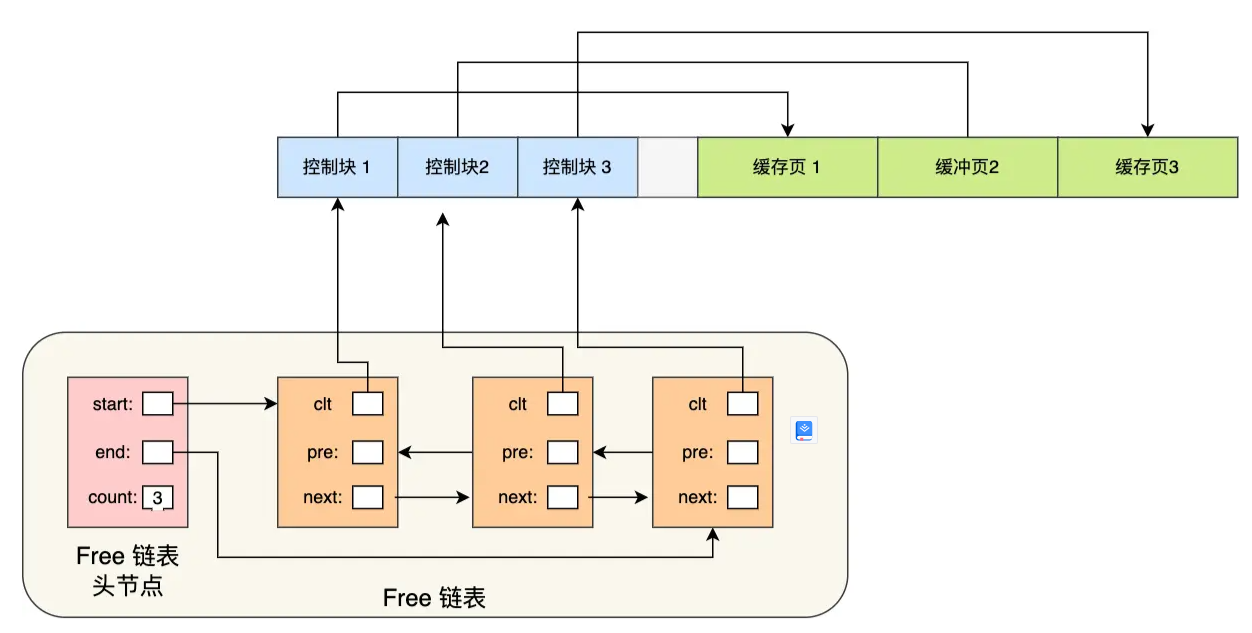 控制块 1
控制块2
控制块 3
缓存页 1
缓冲页2
缓存页3
start:
end:
count: 3
clt
pre:
next:
clt
pre:
next:
clt
pre:
next:
Free 链表
头节点
Free 链表